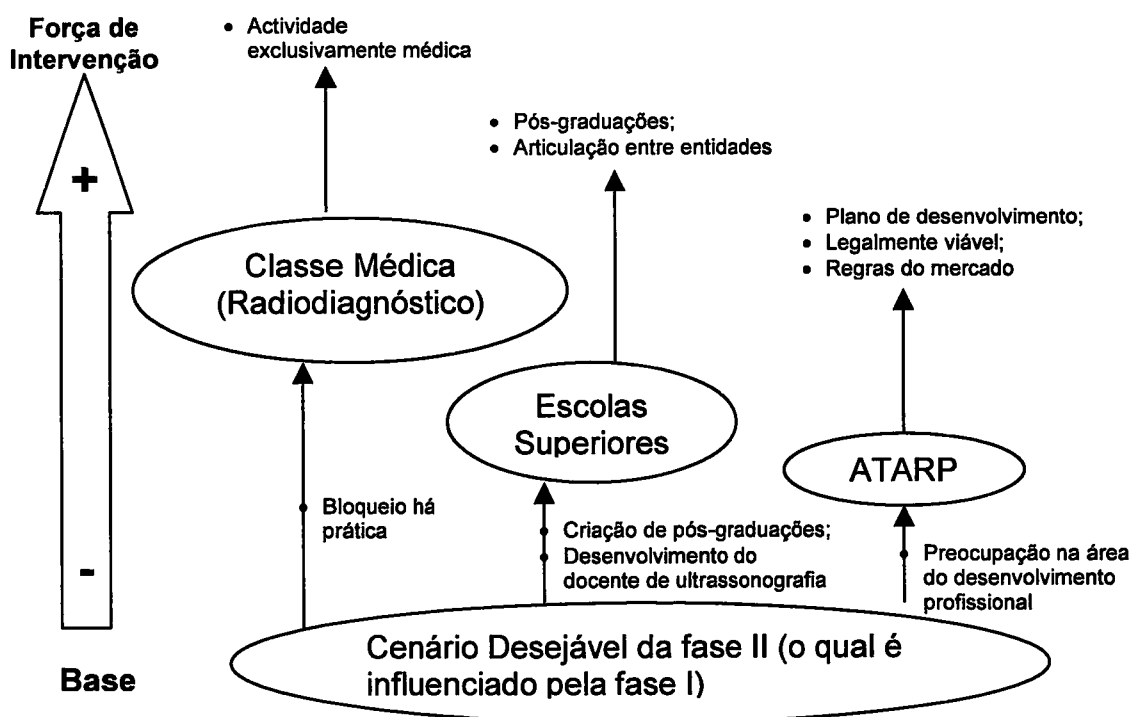 Força de
Intervenção
+
-
Base
• Actividade
exclusivamente médica
Classe Médica
(Radiodiagnóstico)
• Bloqueio há
prática
• Pós-graduações;
• Articulação entre entidades
Escolas
Superiores
• Criação de pós-graduações;
• Desenvolvimento do
docente de ultrassonografia
• Plano de desenvolvimento;
• Legalmente viável;
• Regras do mercado
ATARP
• Preocupação na área
do desenvolvimento
profissional
Cenário Desejável da fase II (o qual é
influenciado pela fase I)